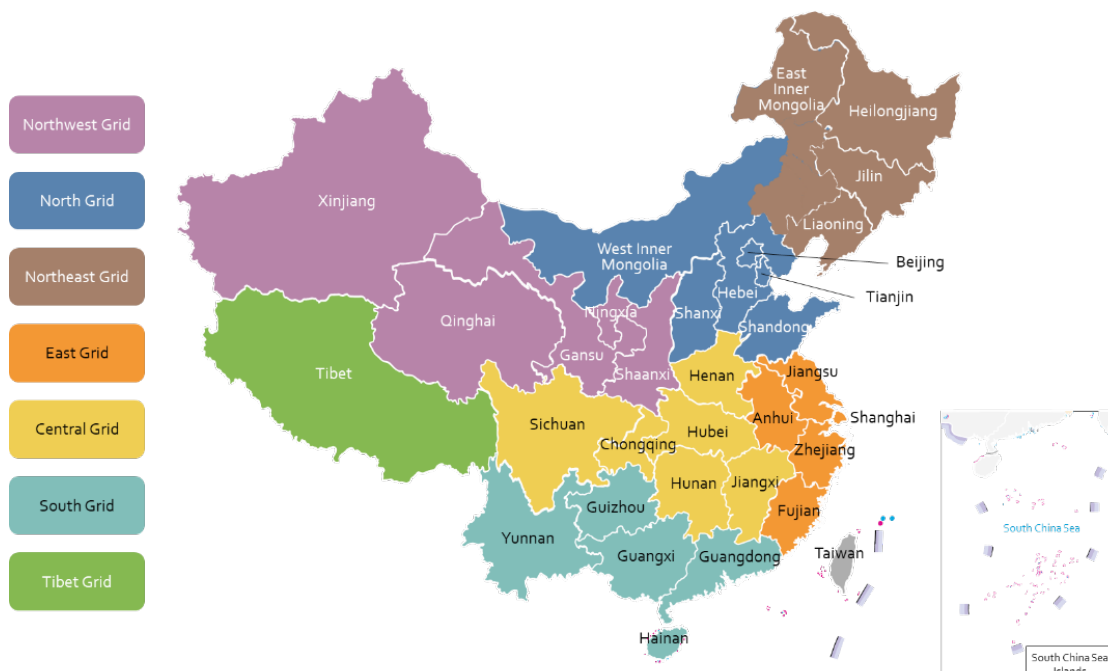 Northwest Grid
North Grid
Northeast Grid
East Grid
Central Grid
South Grid
Tibet Grid
East
Inner
Mongolia
Heilongjiang
Jilin
Liaoning
Xinjiang
West Inner
Mongolia
Beijing
Tianjin
Hebei
Shanxi
Shandong
Ningxia
Qinghai
Gansu
Shaanxi
Tibet
Henan
Jiangsu
Anhui
Shanghai
Sichuan
Chongqing
Hubei
Zhejiang
Hunan
Jiangxi
Guizhou
Fujian
Yunnan
Guangxi
Guangdong
Taiwan
Hainan
South China Sea
South China Sea
Islands